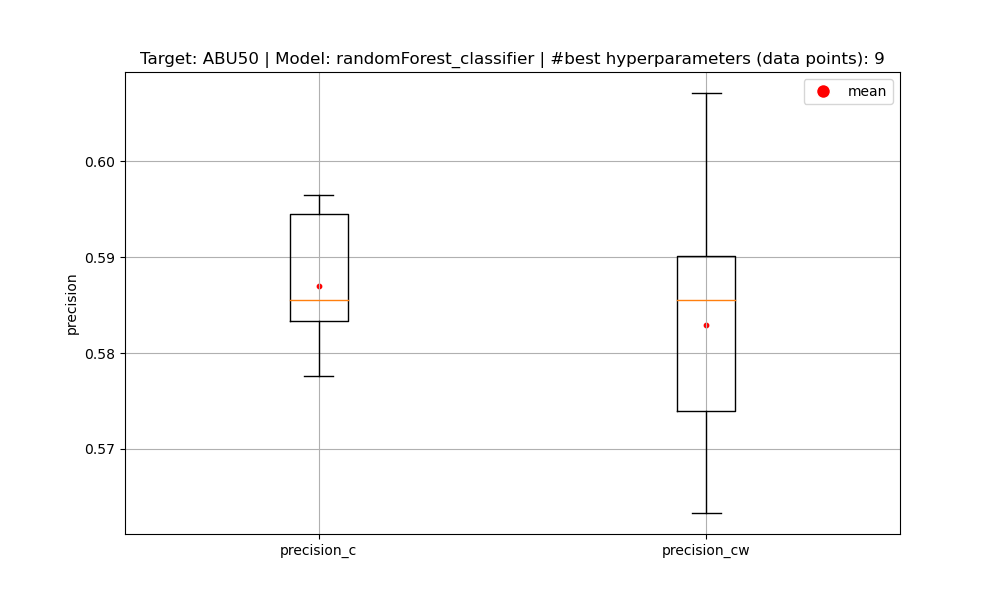 Target: ABU50 | Model: randomForest_classifier | #best hyperparameters (data points): 9
mean
0.60
0.59
0.58
0.57
precision
precision_c
precision_cw